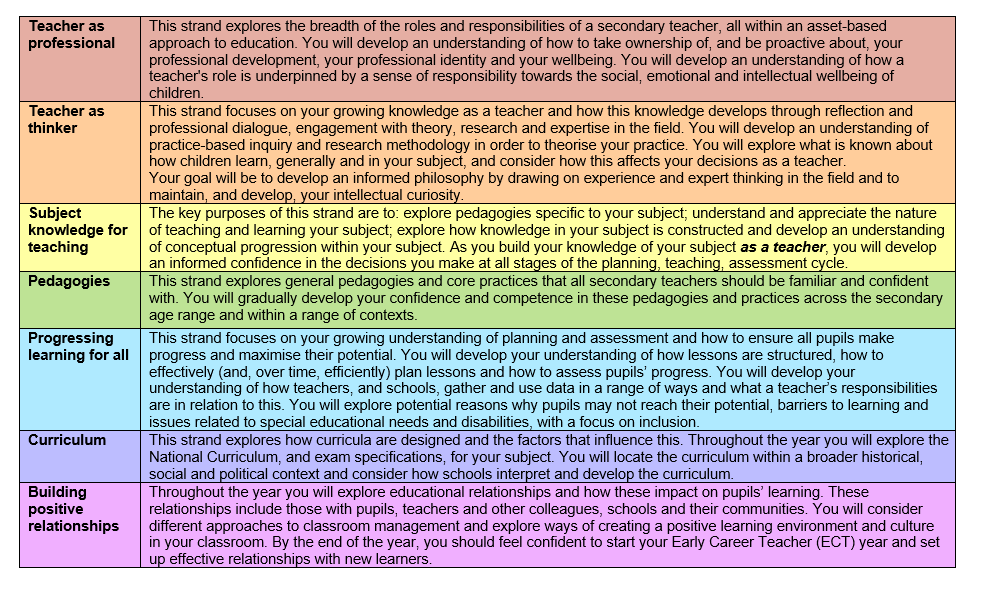 Teacher as
professional
This strand explores the breadth of the roles and responsibilities of a secondary teacher, all within an asset-based
approach to education. You will develop an understanding of how to take ownership of, and be proactive about, your
professional development, your professional identity and your wellbeing. You will develop an understanding of how a
teacher's role is underpinned by a sense of responsibility towards the social, emotional and intellectual wellbeing of
children.
Teacher as
thinker
This strand focuses on your growing knowledge as a teacher and how this knowledge develops through reflection and
professional dialogue, engagement with theory, research and expertise in the field. You will develop an understanding of
practice-based inquiry and research methodology in order to theorise your practice. You will explore what is known about
how children learn, generally and in your subject, and consider how this affects your decisions as a teacher.
Your goal will be to develop an informed philosophy by drawing on experience and expert thinking in the field and to
maintain, and develop, your intellectual curiosity.
Subject
knowledge for
teaching
The key purposes of this strand are to: explore pedagogies specific to your subject; understand and appreciate the nature
of teaching and learning your subject; explore how knowledge in your subject is constructed and develop an understanding
of conceptual progression within your subject. As you build your knowledge of your subject as a teacher, you will develop
an informed confidence in the decisions you make at all stages of the planning, teaching, assessment cycle.
Pedagogies
This strand explores general pedagogies and core practices that all secondary teachers should be familiar and confident
with. You will gradually develop your confidence and competence in these pedagogies and practices across the secondary
age range and within a range of contexts.
Progressing
learning for all
This strand focuses on your growing understanding of planning and assessment and how to ensure all pupils make
progress and maximise their potential. You will develop your understanding of how lessons are structured, how to
effectively (and, over time, efficiently) plan lessons and how to assess pupils' progress. You will develop your
understanding of how teachers, and schools, gather and use data in a range of ways and what a teacher's responsibilities
are in relation to this. You will explore potential reasons why pupils may not reach their potential, barriers to learning and
issues related to special educational needs and disabilities, with a focus on inclusion.
Curriculum
This strand explores how curricula are designed and the factors that influence this. Throughout the year you will explore the
National Curriculum, and exam specifications, for your subject. You will locate the curriculum within a broader historical,
social and political context and consider how schools interpret and develop the curriculum.
Building
positive
relationships
Throughout the year you will explore educational relationships and how these impact on pupils' learning. These
relationships include those with pupils, teachers and other colleagues, schools and their communities. You will consider
different approaches to classroom management and explore ways of creating a positive learning environment and culture
in your classroom. By the end of the year, you should feel confident to start your Early Career Teacher (ECT) year and set
up effective relationships with new learners.